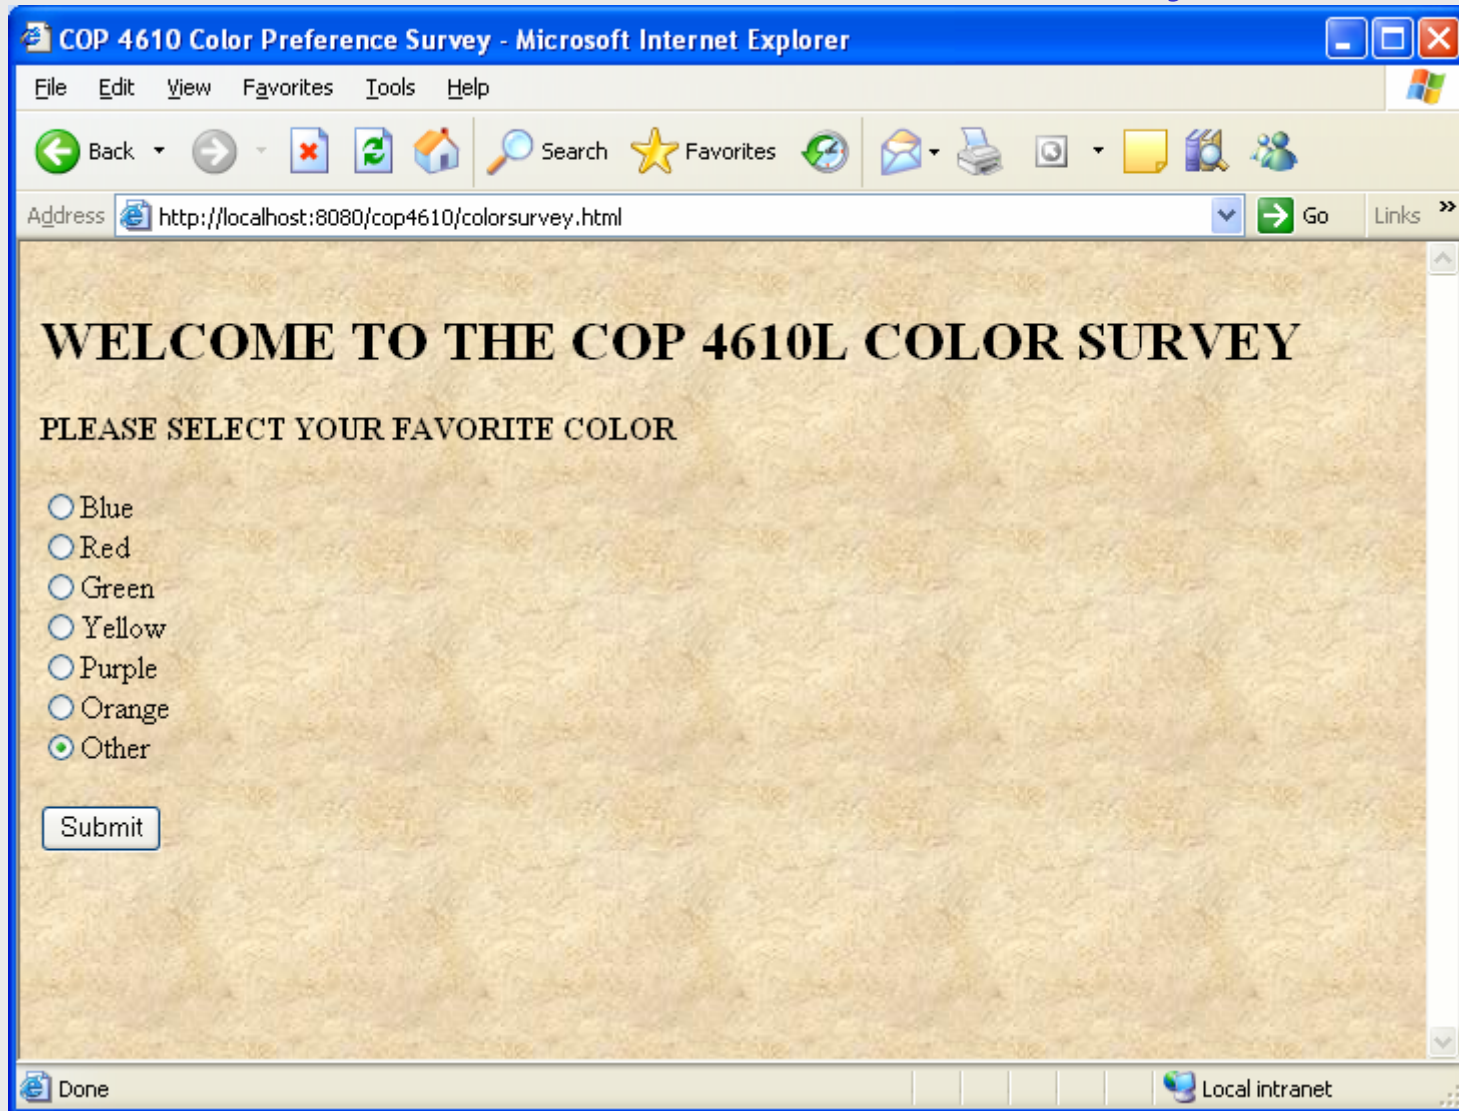 COP 4610 Color Preference Survey - Microsoft Internet Explorer
File Edit View Favorites Tools Help
Back Search Favorites
Address http://localhost:8080/cop4610/colorsurvey.html Go Links »
WELCOME TO THE COP 4610L COLOR SURVEY
PLEASE SELECT YOUR FAVORITE COLOR
Blue
Red
Green
Yellow
Purple
Orange
Other
Submit
Done Local intranet